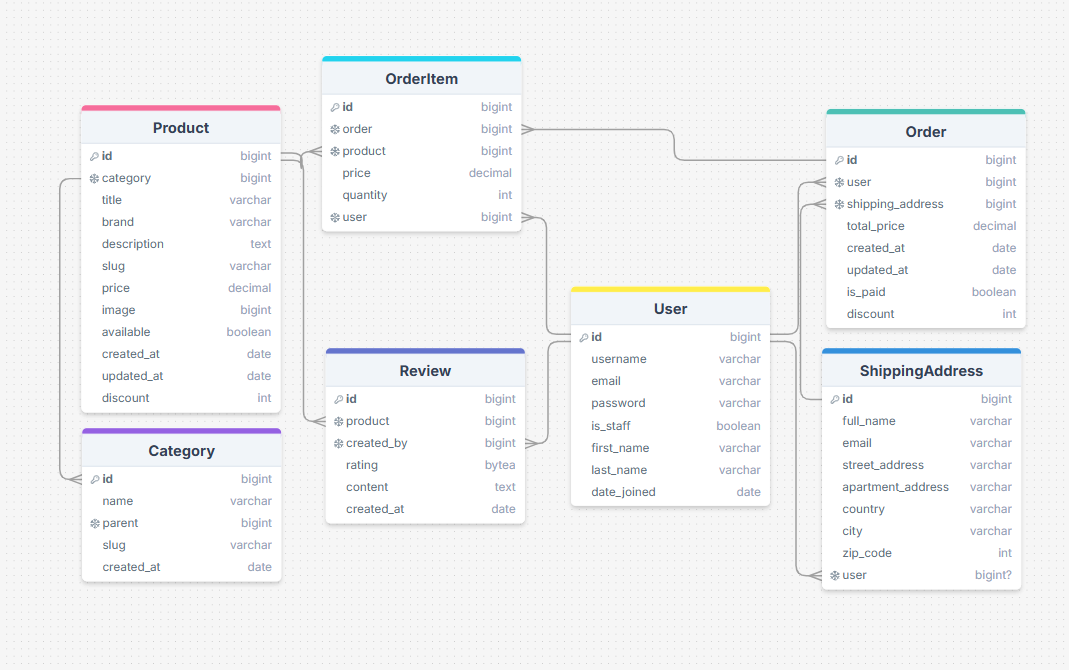 Product
id bigint
category bigint
title varchar
brand varchar
description text
slug varchar
price decimal
image bigint
available boolean
created_at date
updated_at date
discount int
Category
id bigint
name varchar
parent bigint
slug varchar
created_at date
OrderItem
id bigint
order bigint
product bigint
price decimal
quantity int
user bigint
Review
id bigint
product bigint
created_by bigint
rating bytea
content text
created_at date
User
id bigint
username varchar
email varchar
password varchar
is_staff boolean
first_name varchar
last_name varchar
date_joined date
Order
id bigint
user bigint
shipping_address bigint
total_price decimal
created_at date
updated_at date
is_paid boolean
discount int
ShippingAddress
id bigint
full_name varchar
email varchar
street_address varchar
apartment_address varchar
country varchar
city varchar
zip_code int
user bigint?